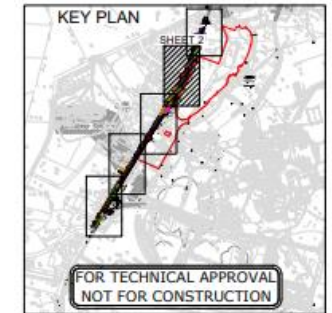 KEY PLAN
SHEET 2
FOR TECHNICAL APPROVAL
NOT FOR CONSTRUCTION